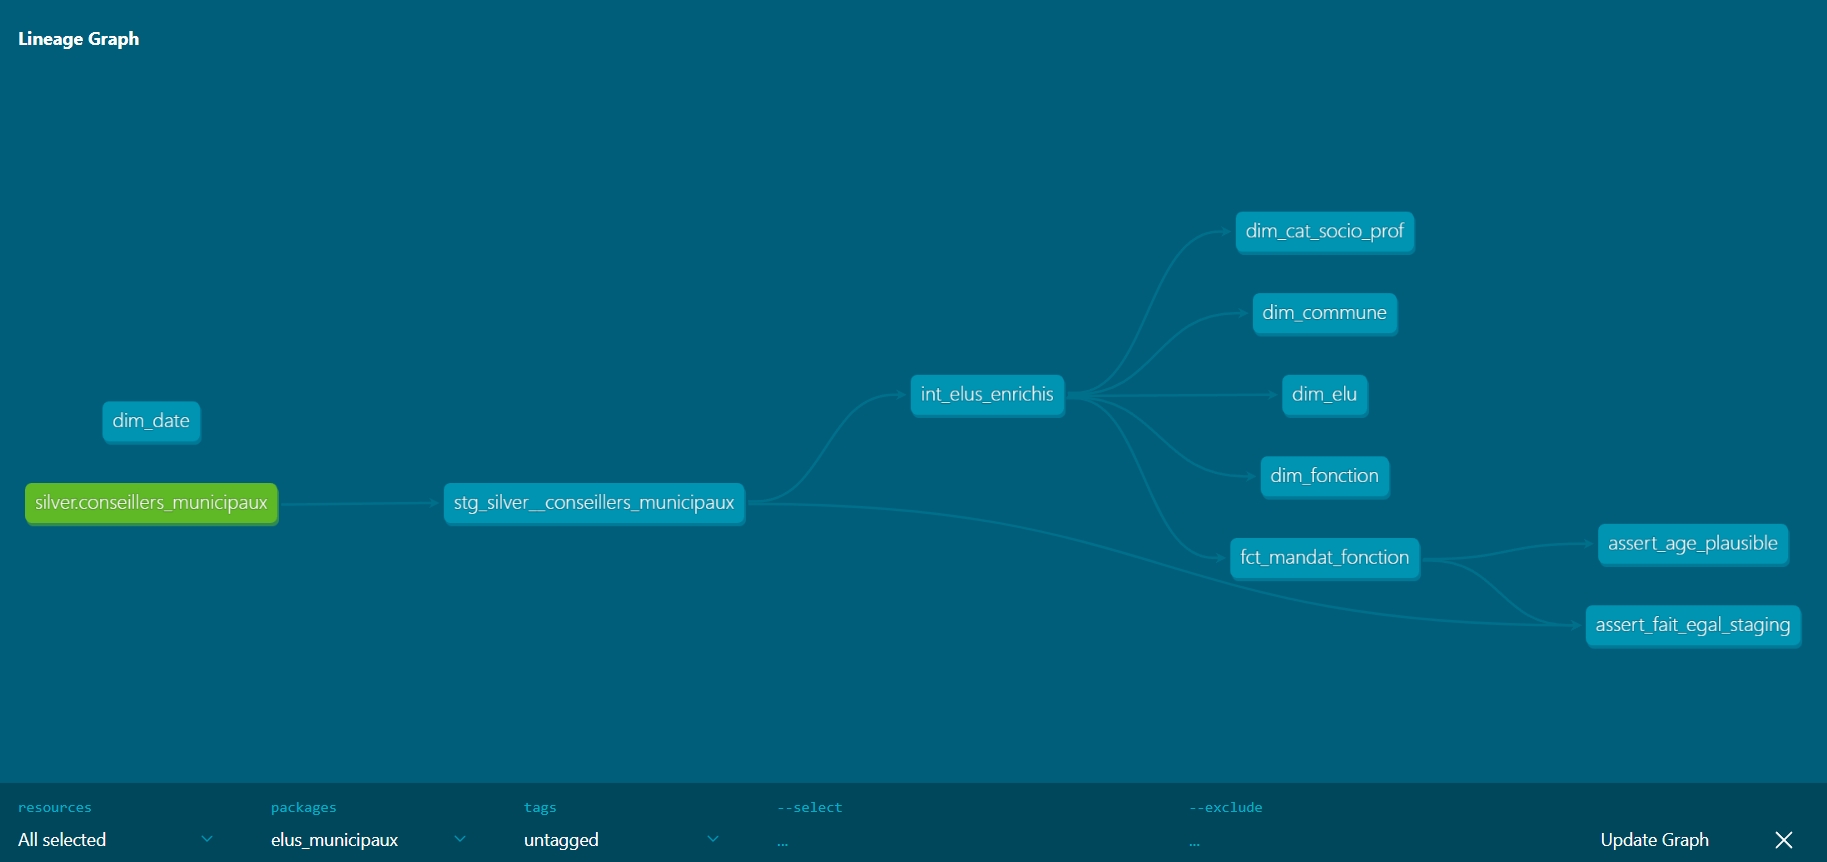 Lineage Graph
dim_cat_socio_prof
dim_commune
int_elus_enrichis
dim_elu
dim_date
dim_fonction
silver.conseillers_municipaux
stg_silver__conseillers_municipaux
fct_mandat_fonction
assert_age_plausible
assert_fait_egal_staging
resources packages tags --select --exclude
All selected elus_municipaux untagged ... ... Update Graph